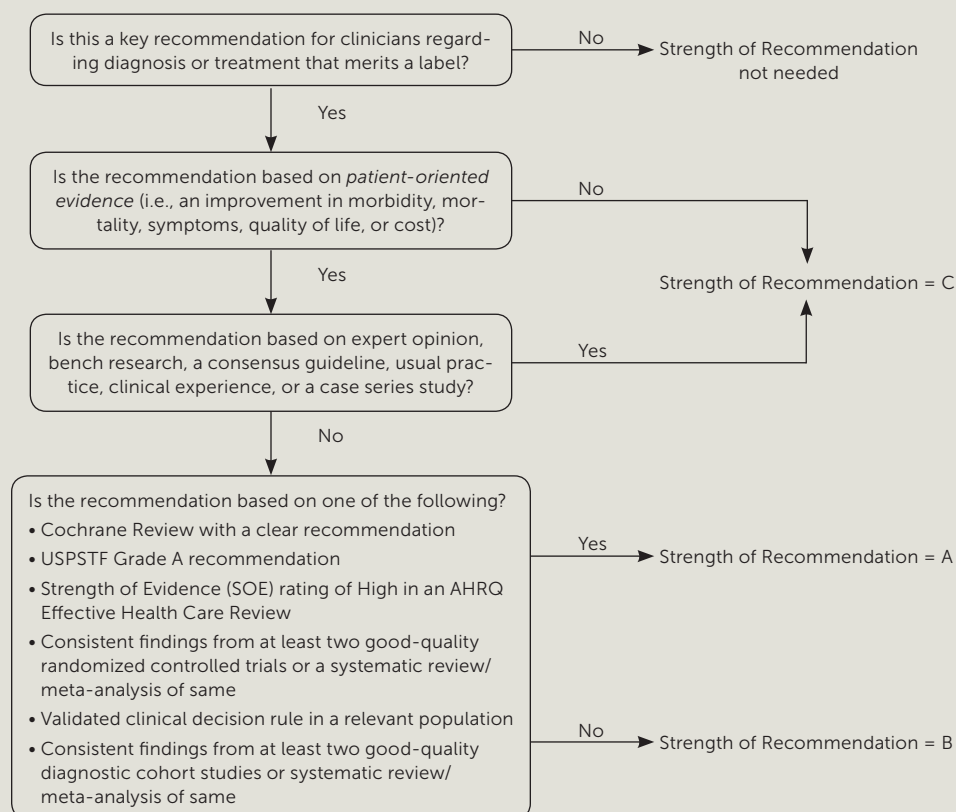 Is this a key recommendation for clinicians regard-
ing diagnosis or treatment that merits a label?
No
Strength of Recommendation
not needed
Yes
Is the recommendation based on patient-oriented
evidence (i.e., an improvement in morbidity, mor-
tality, symptoms, quality of life, or cost)?
No
Yes
Strength of Recommendation = C
Is the recommendation based on expert opinion,
bench research, a consensus guideline, usual prac-
tice, clinical experience, or a case series study?
Yes
No
Is the recommendation based on one of the following?
• Cochrane Review with a clear recommendation
• USPSTF Grade A recommendation
• Strength of Evidence (SOE) rating of High in an AHRQ
Effective Health Care Review
• Consistent findings from at least two good-quality
randomized controlled trials or a systematic review/
meta-analysis of same
• Validated clinical decision rule in a relevant population
• Consistent findings from at least two good-quality
diagnostic cohort studies or systematic review/
meta-analysis of same
Yes
Strength of Recommendation = A
No
Strength of Recommendation = B